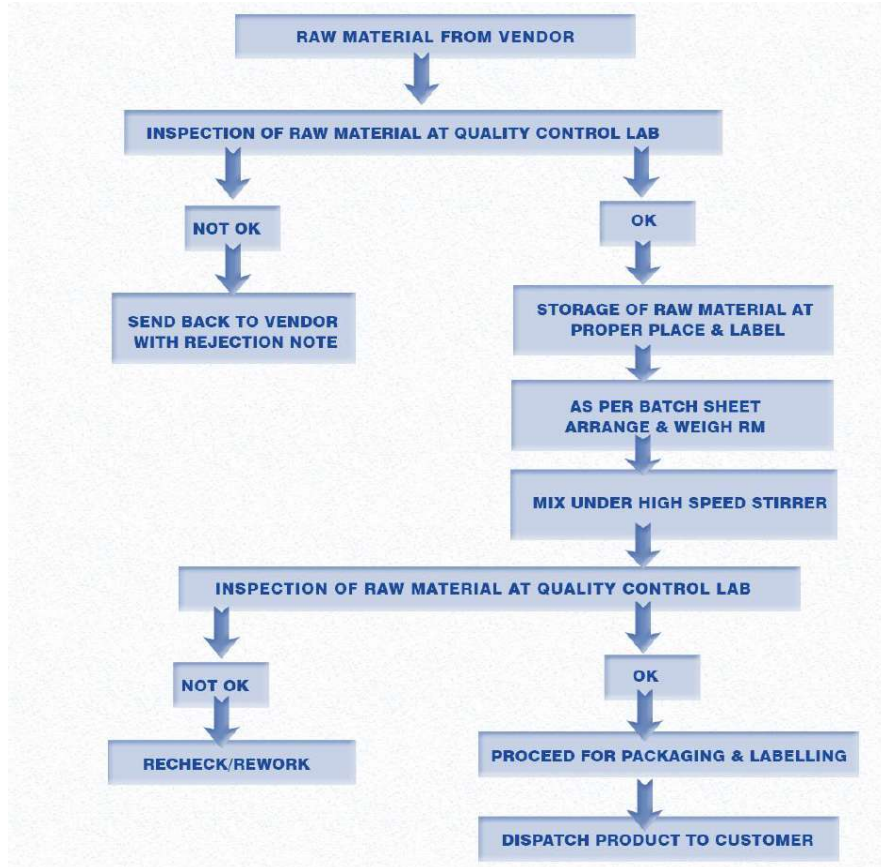 RAW MATERIAL FROM VENDOR
INSPECTION OF RAW MATERIAL AT QUALITY CONTROL LAB
NOT OK
OK
SEND BACK TO VENDOR
WITH REJECTION NOTE
STORAGE OF RAW MATERIAL AT
PROPER PLACE & LABEL
AS PER BATCH SHEET
ARRANGE & WEIGH RM
MIX UNDER HIGH SPEED STIRRER
INSPECTION OF RAW MATERIAL AT QUALITY CONTROL LAB
NOT OK
OK
RECHECK/REWORK
PROCEED FOR PACKAGING & LABELLING
DISPATCH PRODUCT TO CUSTOMER